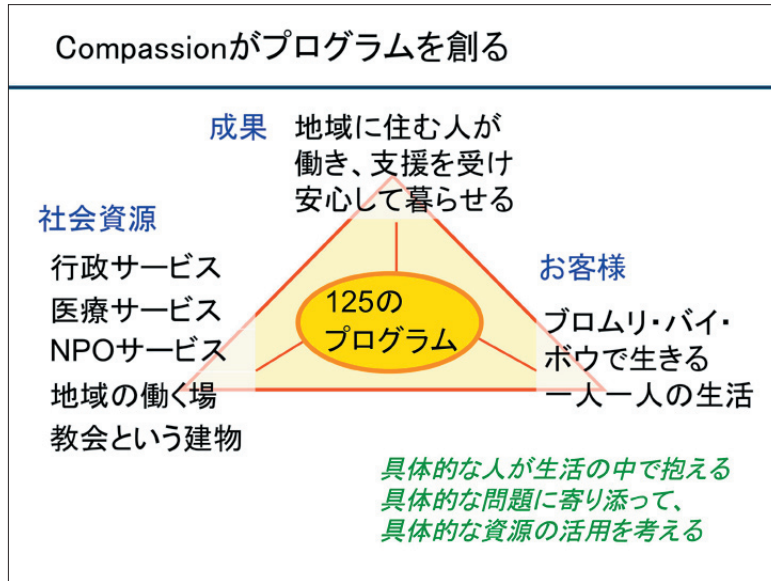 Compassionがプログラムを創る
成果
地域に住む人が
働き、支援を受け
安心して暮らせる
社会資源
行政サービス
医療サービス
NPOサービス
地域の働く場
教会という建物
125の
プログラム
お客様
ブロムリ・バイ・
ボウで生きる
一人一人の生活
具体的な人が生活の中で抱える
具体的な問題に寄り添って、
具体的な資源の活用を考える